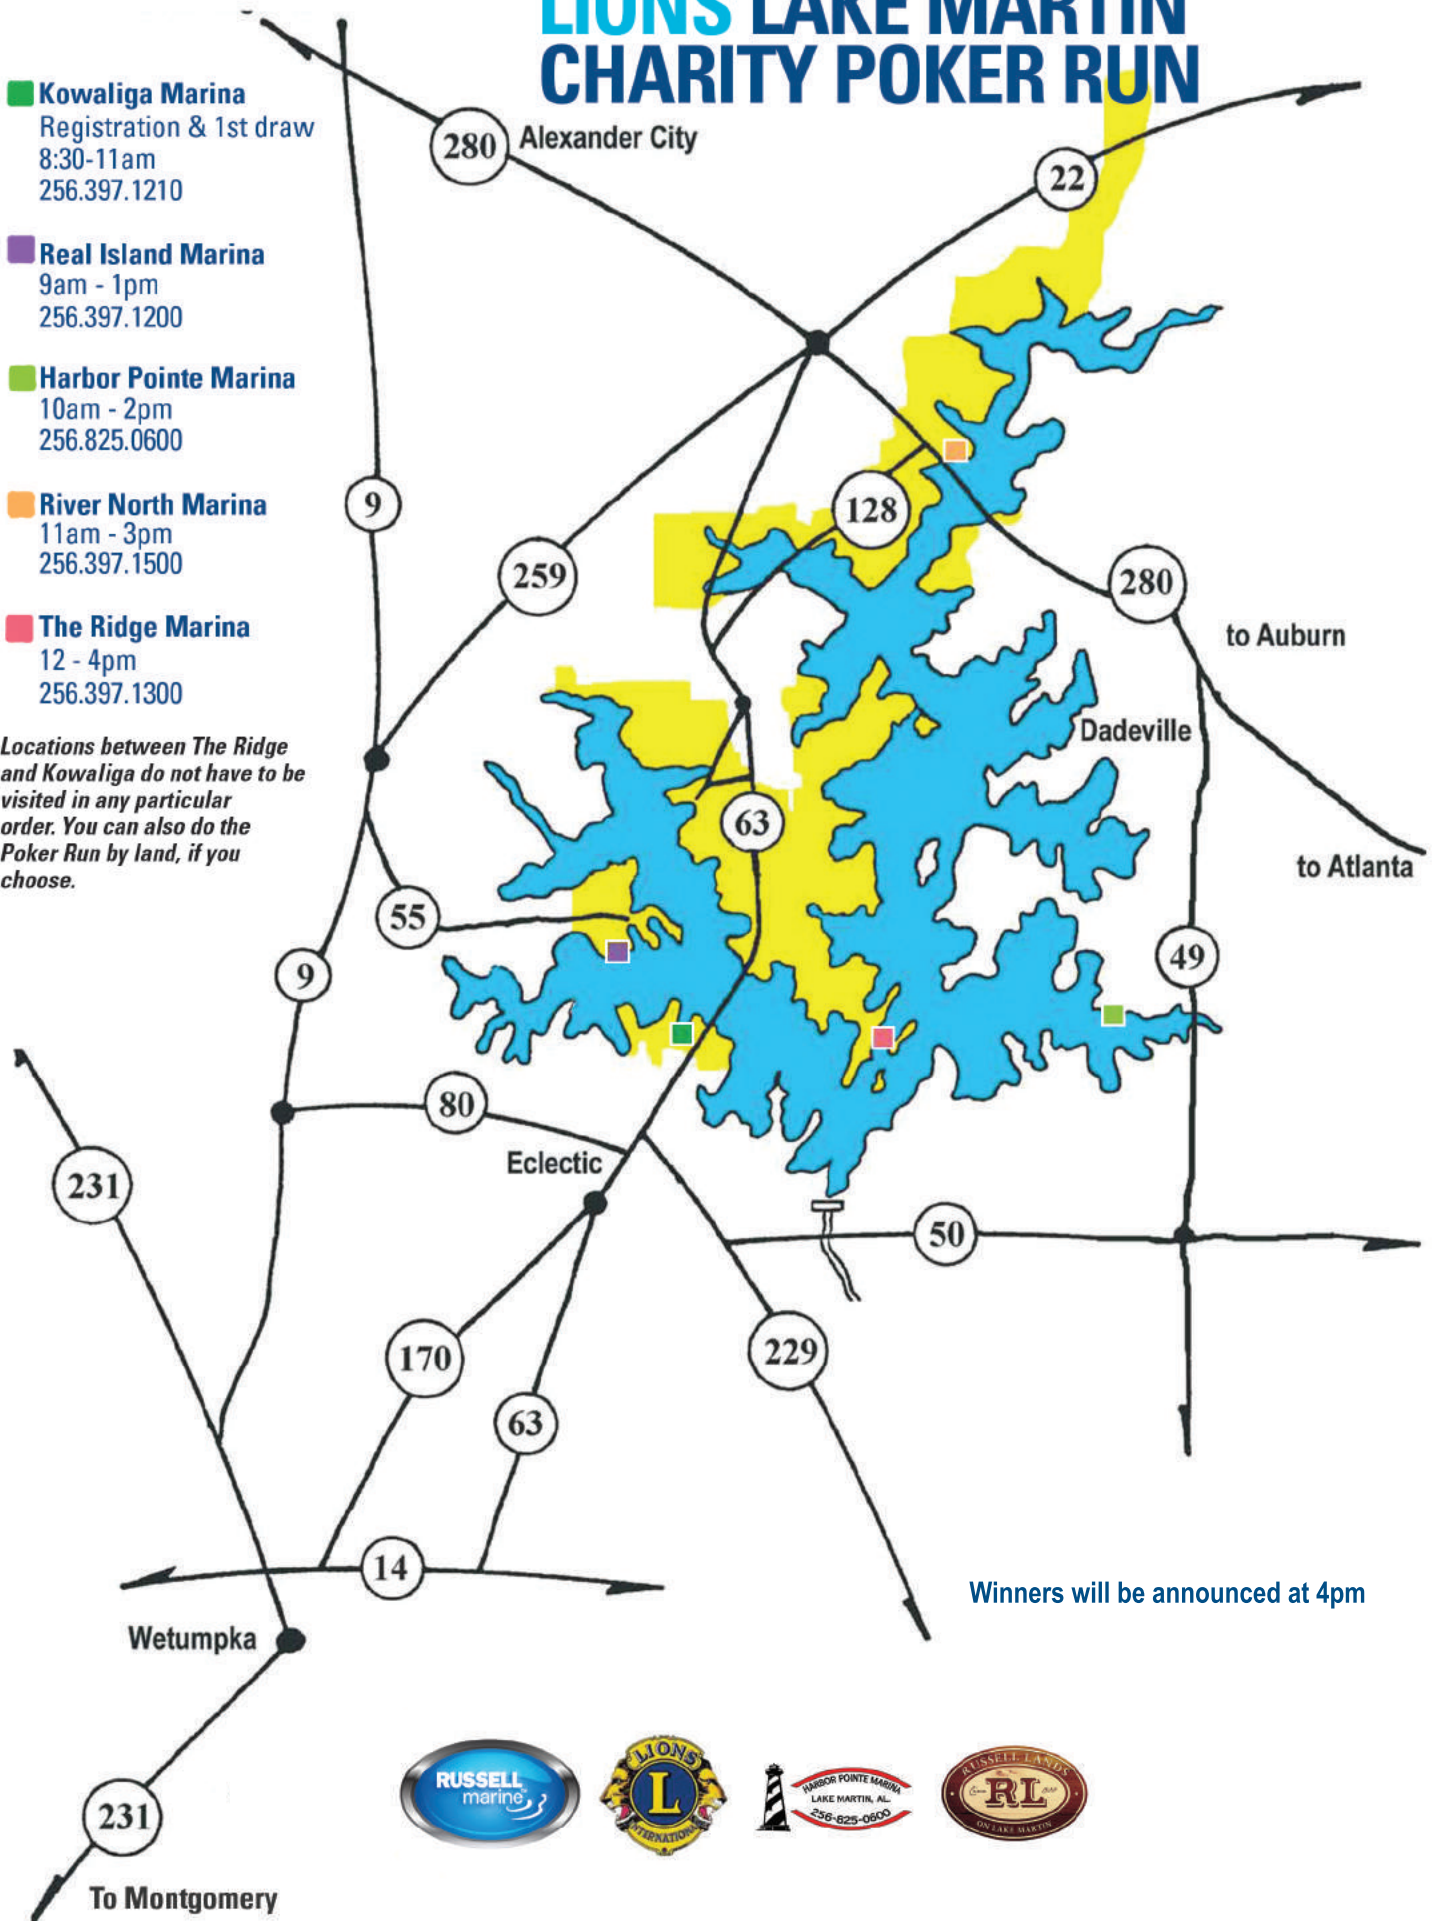 LIONS LAKE MARTIN
CHARITY POKER RUN
Kowaliga Marina
Registration & 1st draw
8:30-11am
256.397.1210
Real Island Marina
9am - 1pm
256.397.1200
Harbor Pointe Marina
10am - 2pm
256.825.0600
River North Marina
11am - 3pm
256.397.1500
The Ridge Marina
12 - 4pm
256.397.1300
Locations between The Ridge
and Kowaliga do not have to be
visited in any particular
order. You can also do the
Poker Run by land, if you
choose.
280
Alexander City
22
9
128
259
280
to Auburn
Dadeville
63
to Atlanta
55
49
9
80
Eclectic
231
50
229
170
63
14
Winners will be announced at 4pm
Wetumpka
231
To Montgomery
RUSSELL
marine
LIONS
L
INTERNATIONAL
HARBOR POINTE MARINA
LAKE MARTIN, AL.
256-825-0600
RUSSELL LANDS
RL
ON LAKE MARTIN